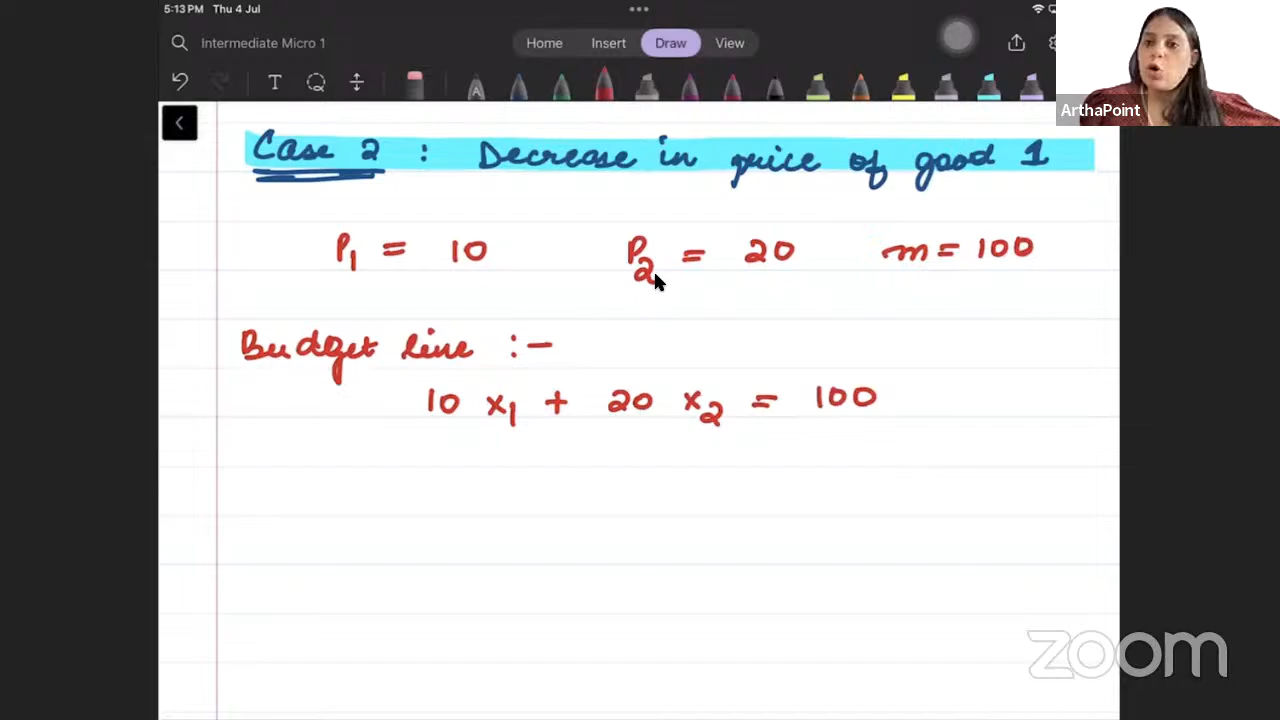 5:13 PM Thu 4 Jul
Intermediate Micro 1
Home Insert Draw View
T
A
ArthaPoint
Case 2 : Decrease in price of good 1
P1 = 10 P2 = 20 m = 100
Budget line :-
10 x1 + 20 x2 = 100
zoom